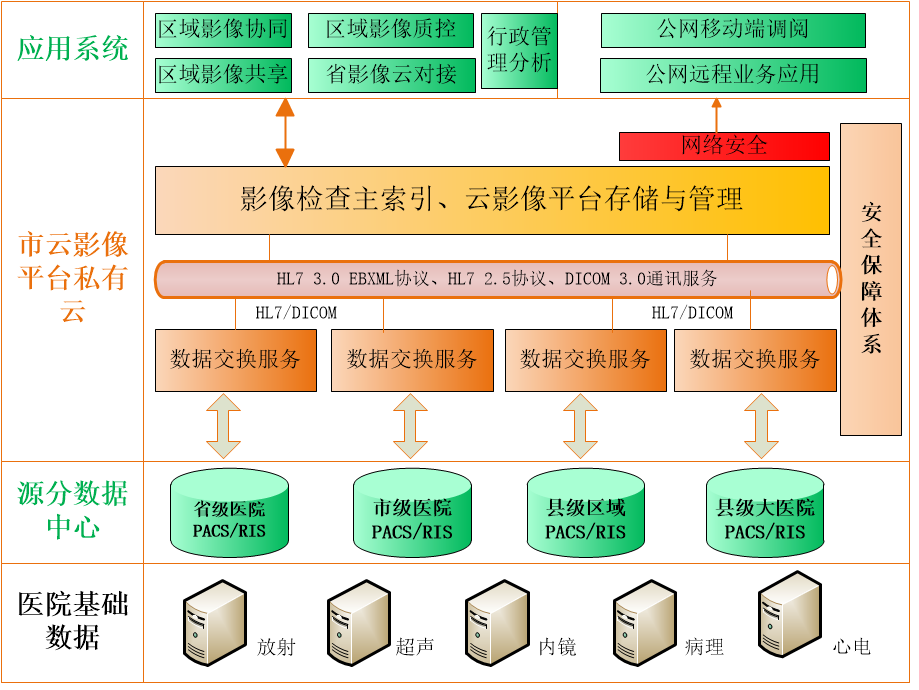 应用系统
区域影像协同
区域影像质控
行政管
理分析
公网移动端调阅
区域影像共享
省影像云对接
公网远程业务应用
网络安全
市云影像
平台私有
云
影像检查主索引、云影像平台存储与管理
安全保障体系
HL7 3.0 EBXML协议、HL7 2.5协议、DICOM 3.0通讯服务
HL7/DICOM
HL7/DICOM
数据交换服务
数据交换服务
数据交换服务
数据交换服务
源分数据
中心
省级医院
PACS/RIS
市级医院
PACS/RIS
县级区域
PACS/RIS
县级大医院
PACS/RIS
医院基础
数据
放射
超声
内镜
病理
心电